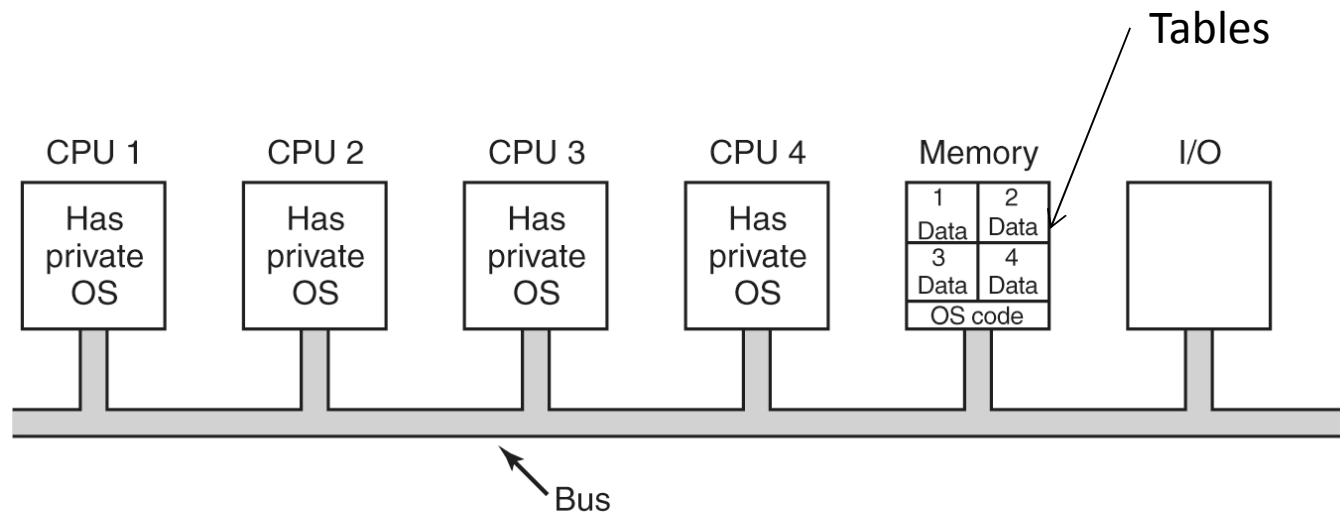 Tables
CPU 1
CPU 2
CPU 3
CPU 4
Memory
I/O
Has
private
OS
Has
private
OS
Has
private
OS
Has
private
OS
1
Data
2
Data
3
Data
4
Data
OS code
Bus